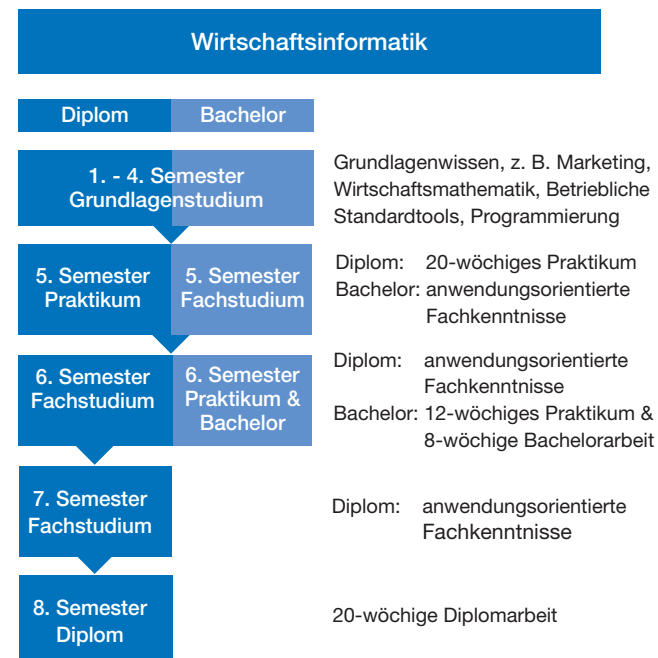 Wirtschaftsinformatik
Diplom
Bachelor
1. - 4. Semester
Grundlagenstudium
Grundlagenwissen, z. B. Marketing,
Wirtschaftsmathematik, Betriebliche
Standardtools, Programmierung
5. Semester
Praktikum
5. Semester
Fachstudium
Diplom: 20-wöchiges Praktikum
Bachelor: anwendungsorientierte
Fachkenntnisse
6. Semester
Fachstudium
6. Semester
Praktikum &
Bachelor
Diplom: anwendungsorientierte
Fachkenntnisse
Bachelor: 12-wöchiges Praktikum &
8-wöchige Bachelorarbeit
7. Semester
Fachstudium
Diplom: anwendungsorientierte
Fachkenntnisse
8. Semester
Diplom
20-wöchige Diplomarbeit